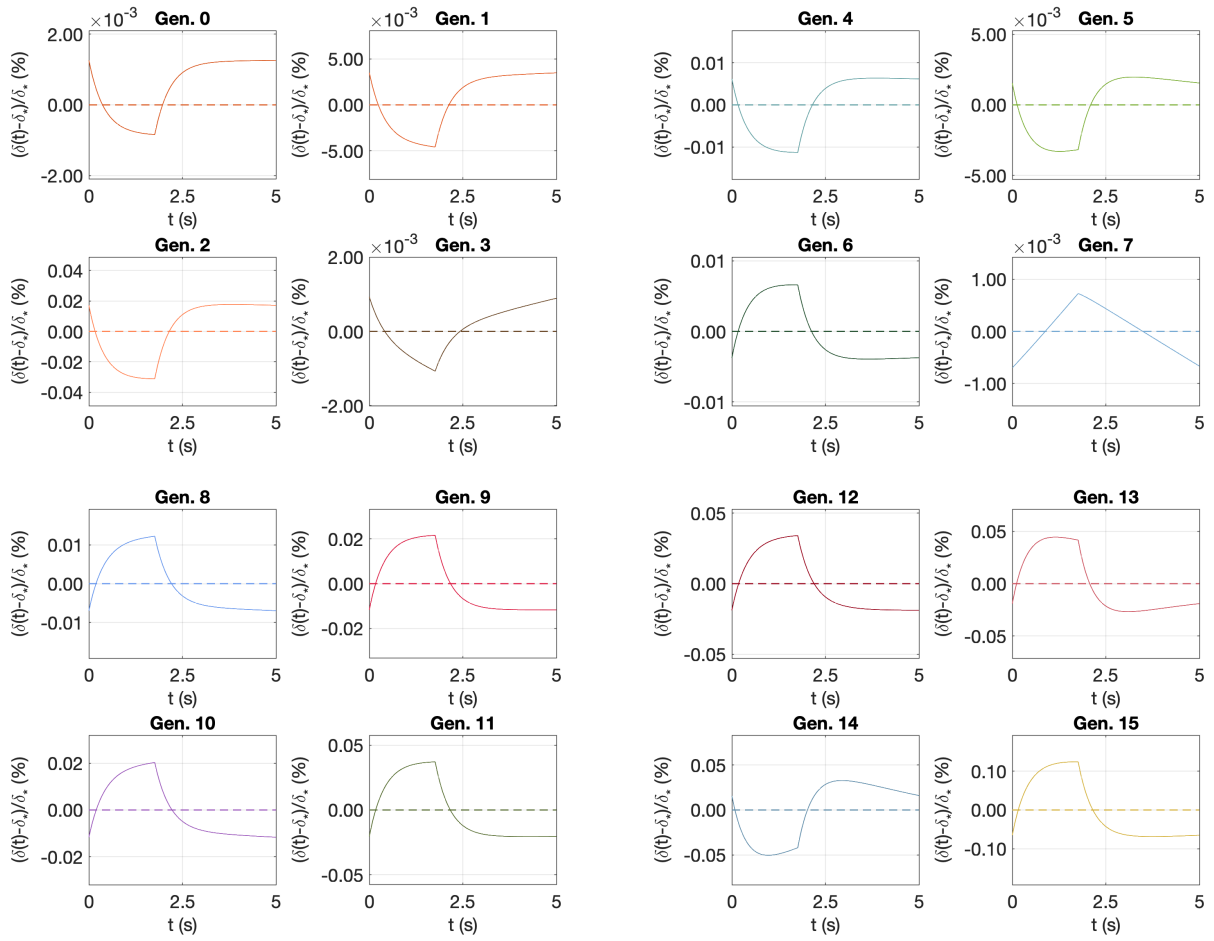 Gen. 0
×10⁻³
(δ(t)-δ*)/δ* (%)
2.00
0.00
-2.00
0 2.5 5
t (s)
Gen. 1
×10⁻³
(δ(t)-δ*)/δ* (%)
5.00
0.00
-5.00
0 2.5 5
t (s)
Gen. 4
(δ(t)-δ*)/δ* (%)
0.01
0.00
-0.01
0 2.5 5
t (s)
Gen. 5
×10⁻³
(δ(t)-δ*)/δ* (%)
5.00
0.00
-5.00
0 2.5 5
t (s)
Gen. 2
(δ(t)-δ*)/δ* (%)
0.04
0.02
0.00
-0.02
-0.04
0 2.5 5
t (s)
Gen. 3
×10⁻³
(δ(t)-δ*)/δ* (%)
2.00
0.00
-2.00
0 2.5 5
t (s)
Gen. 6
(δ(t)-δ*)/δ* (%)
0.01
0.00
-0.01
0 2.5 5
t (s)
Gen. 7
×10⁻³
(δ(t)-δ*)/δ* (%)
1.00
0.00
-1.00
0 2.5 5
t (s)
Gen. 8
(δ(t)-δ*)/δ* (%)
0.01
0.00
-0.01
0 2.5 5
t (s)
Gen. 9
(δ(t)-δ*)/δ* (%)
0.02
0.00
-0.02
0 2.5 5
t (s)
Gen. 12
(δ(t)-δ*)/δ* (%)
0.05
0.00
-0.05
0 2.5 5
t (s)
Gen. 13
(δ(t)-δ*)/δ* (%)
0.05
0.00
-0.05
0 2.5 5
t (s)
Gen. 10
(δ(t)-δ*)/δ* (%)
0.02
0.00
-0.02
0 2.5 5
t (s)
Gen. 11
(δ(t)-δ*)/δ* (%)
0.05
0.00
-0.05
0 2.5 5
t (s)
Gen. 14
(δ(t)-δ*)/δ* (%)
0.05
0.00
-0.05
0 2.5 5
t (s)
Gen. 15
(δ(t)-δ*)/δ* (%)
0.10
0.00
-0.10
0 2.5 5
t (s)